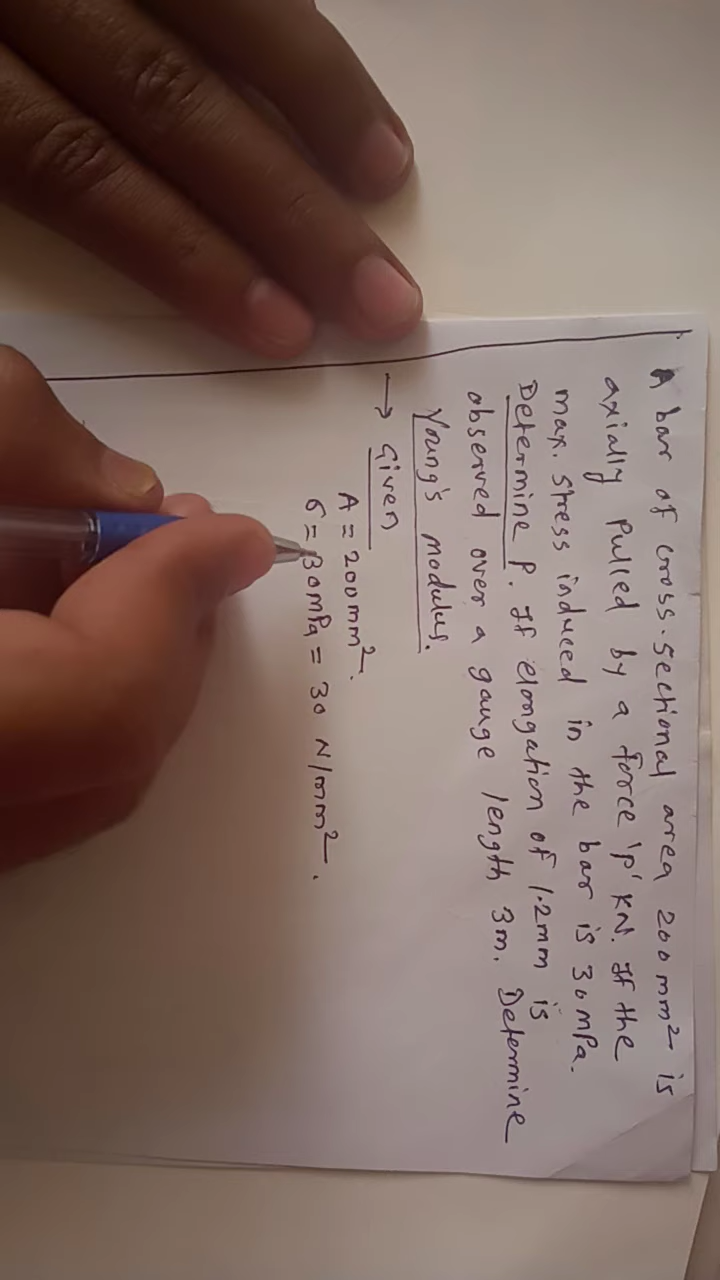 A bar of cross-sectional area 200 mm² is
axially pulled by a force 'p' KN. If the
max. stress induced in the bar is 30 mPa.
Determine P. If elongation of 1.2mm is
observed over a gauge length 3m. Determine
Young's modulus.
→ Given
A = 200mm².
σ = 30mPa = 30 N/mm².